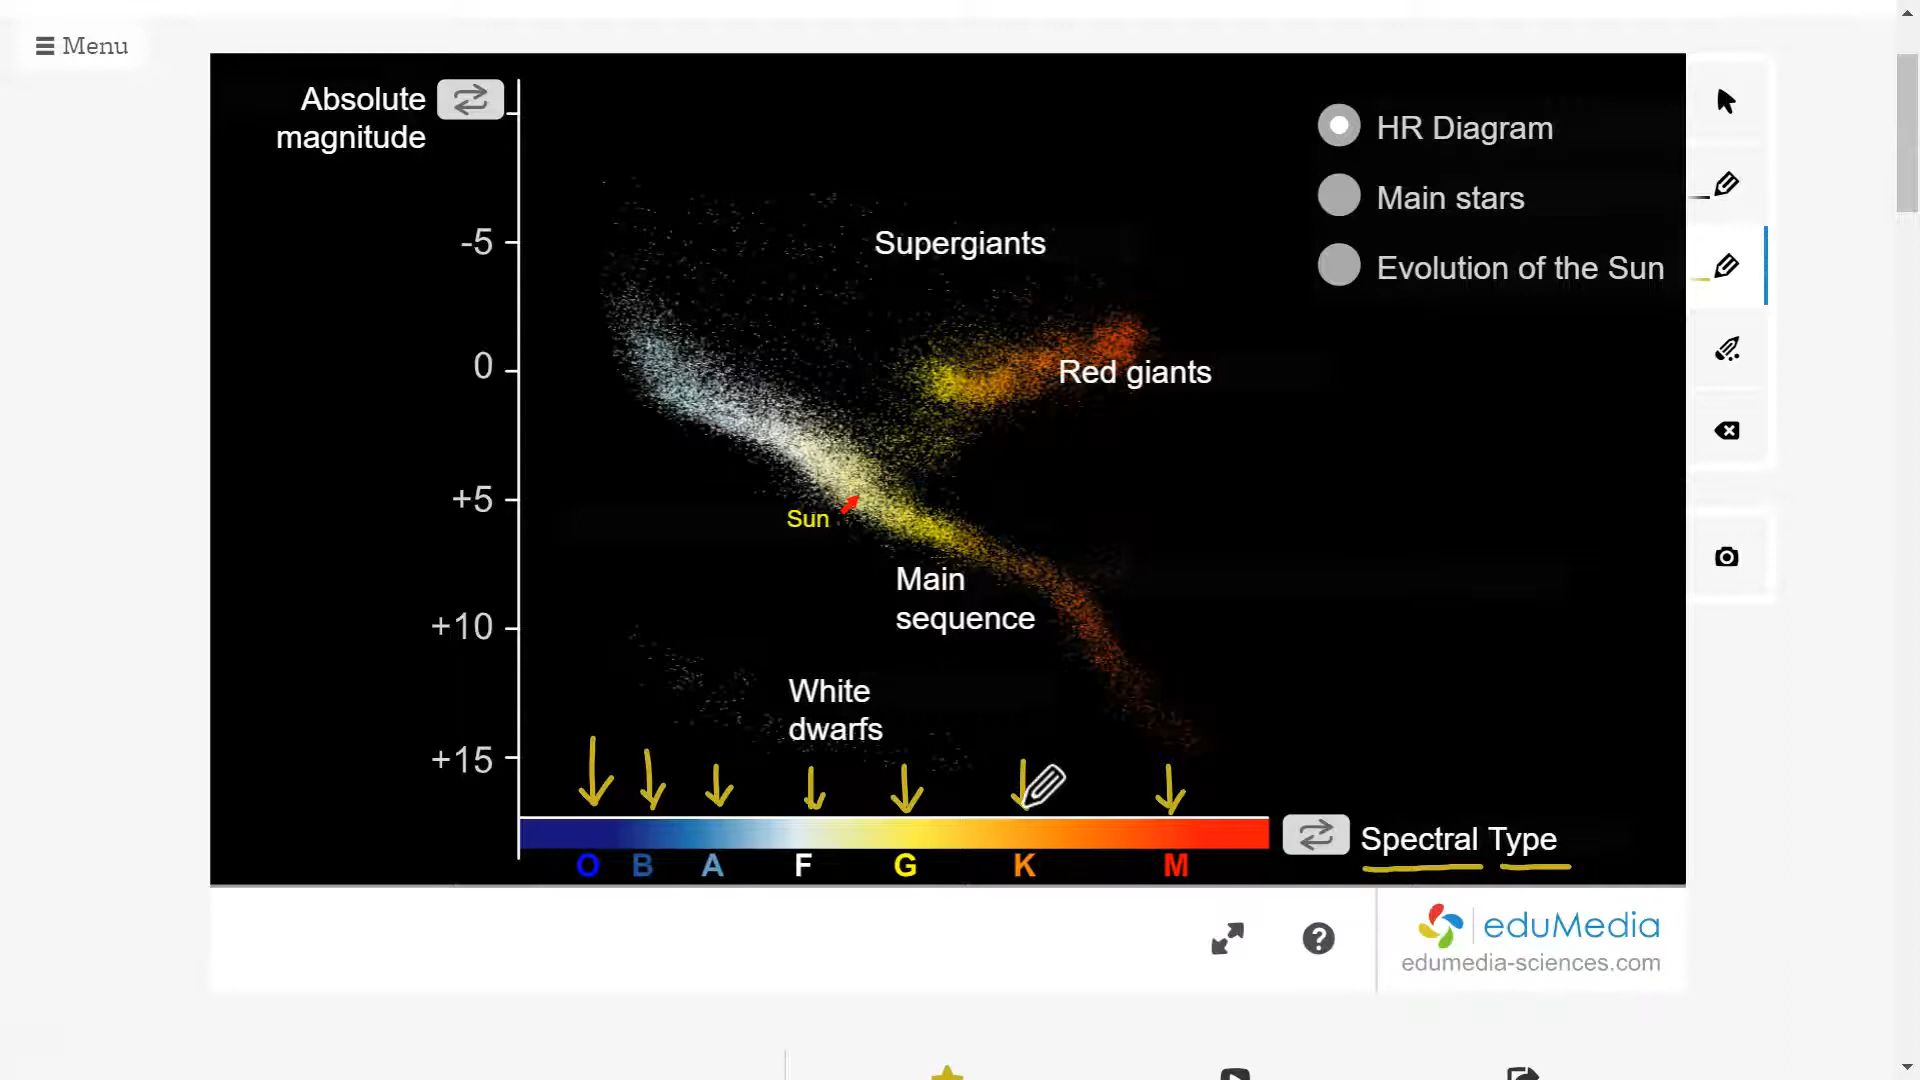 Menu
Absolute
magnitude
HR Diagram
Main stars
Evolution of the Sun
-5
Supergiants
0
Red giants
+5
Sun
Main
sequence
+10
White
dwarfs
+15
O B A F G K M
Spectral Type
eduMedia
edumedia-sciences.com